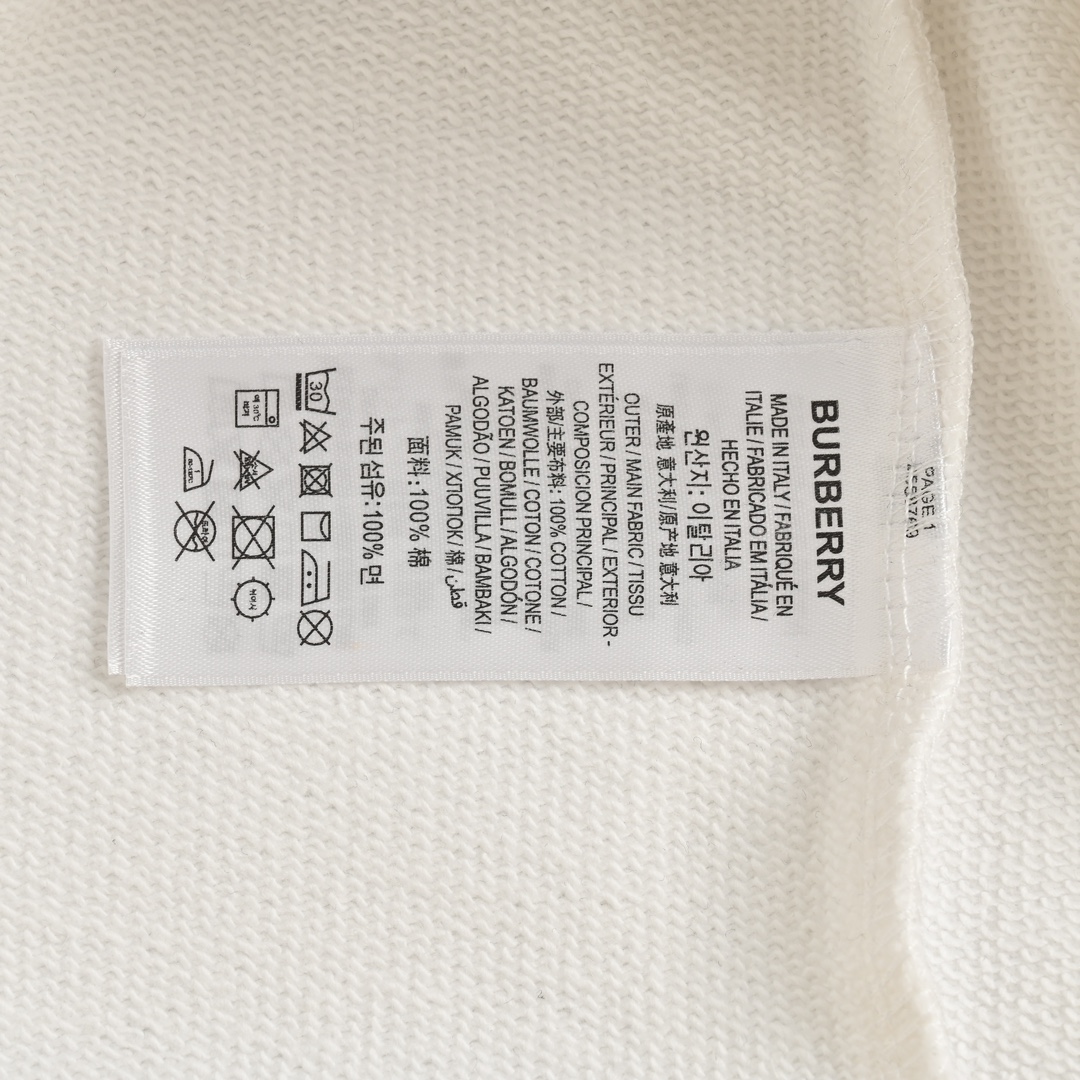 PAGE 1
BURBERRY
MADE IN ITALY / FABRIQUÉ EN
ITALIE / FABRICADO EM ITÁLIA /
HECHO EN ITALIA
원산지: 이탈리아
原產地 意大利/原产地 意大利
OUTER / MAIN FABRIC / TISSU
EXTÉRIEUR / PRINCIPAL / EXTERIOR-
COMPOSICION PRINCIPAL /
外部/主要布料: 100% COTTON /
BAUMWOLLE / COTON / COTONE /
KATOEN / BOMULL / ALGODÓN /
ALGODÃO / PUUVILLA / BAMBAKI /
PAMUK / ХЛОПОК / 棉 / قطن
面料: 100% 棉
주된 섬유:100% 면
30